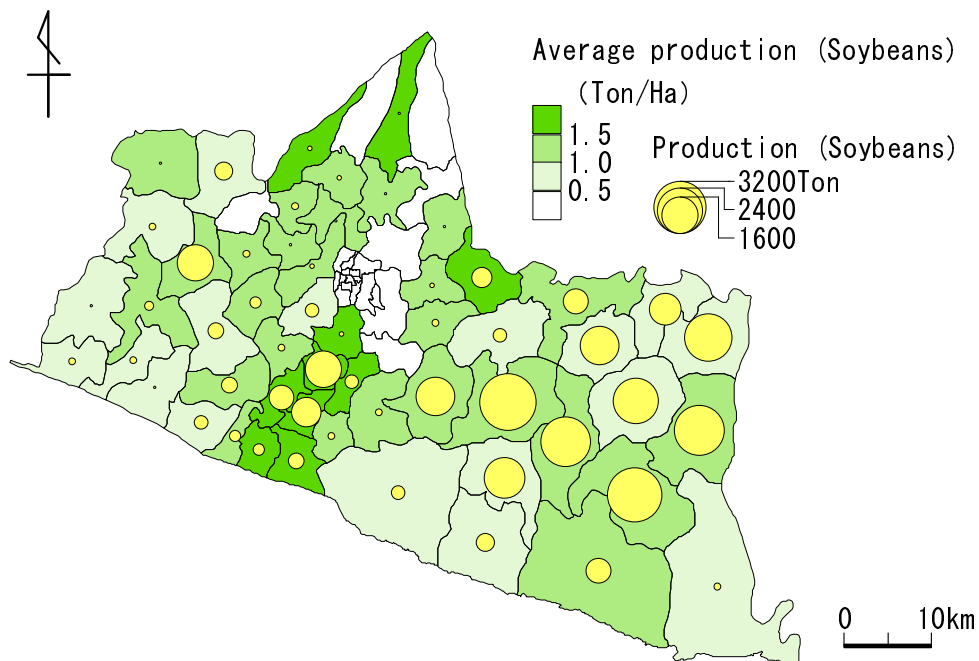 Average production (Soybeans)
(Ton/Ha)
1.5
1.0
0.5
Production (Soybeans)
3200Ton
2400
1600
0 10km